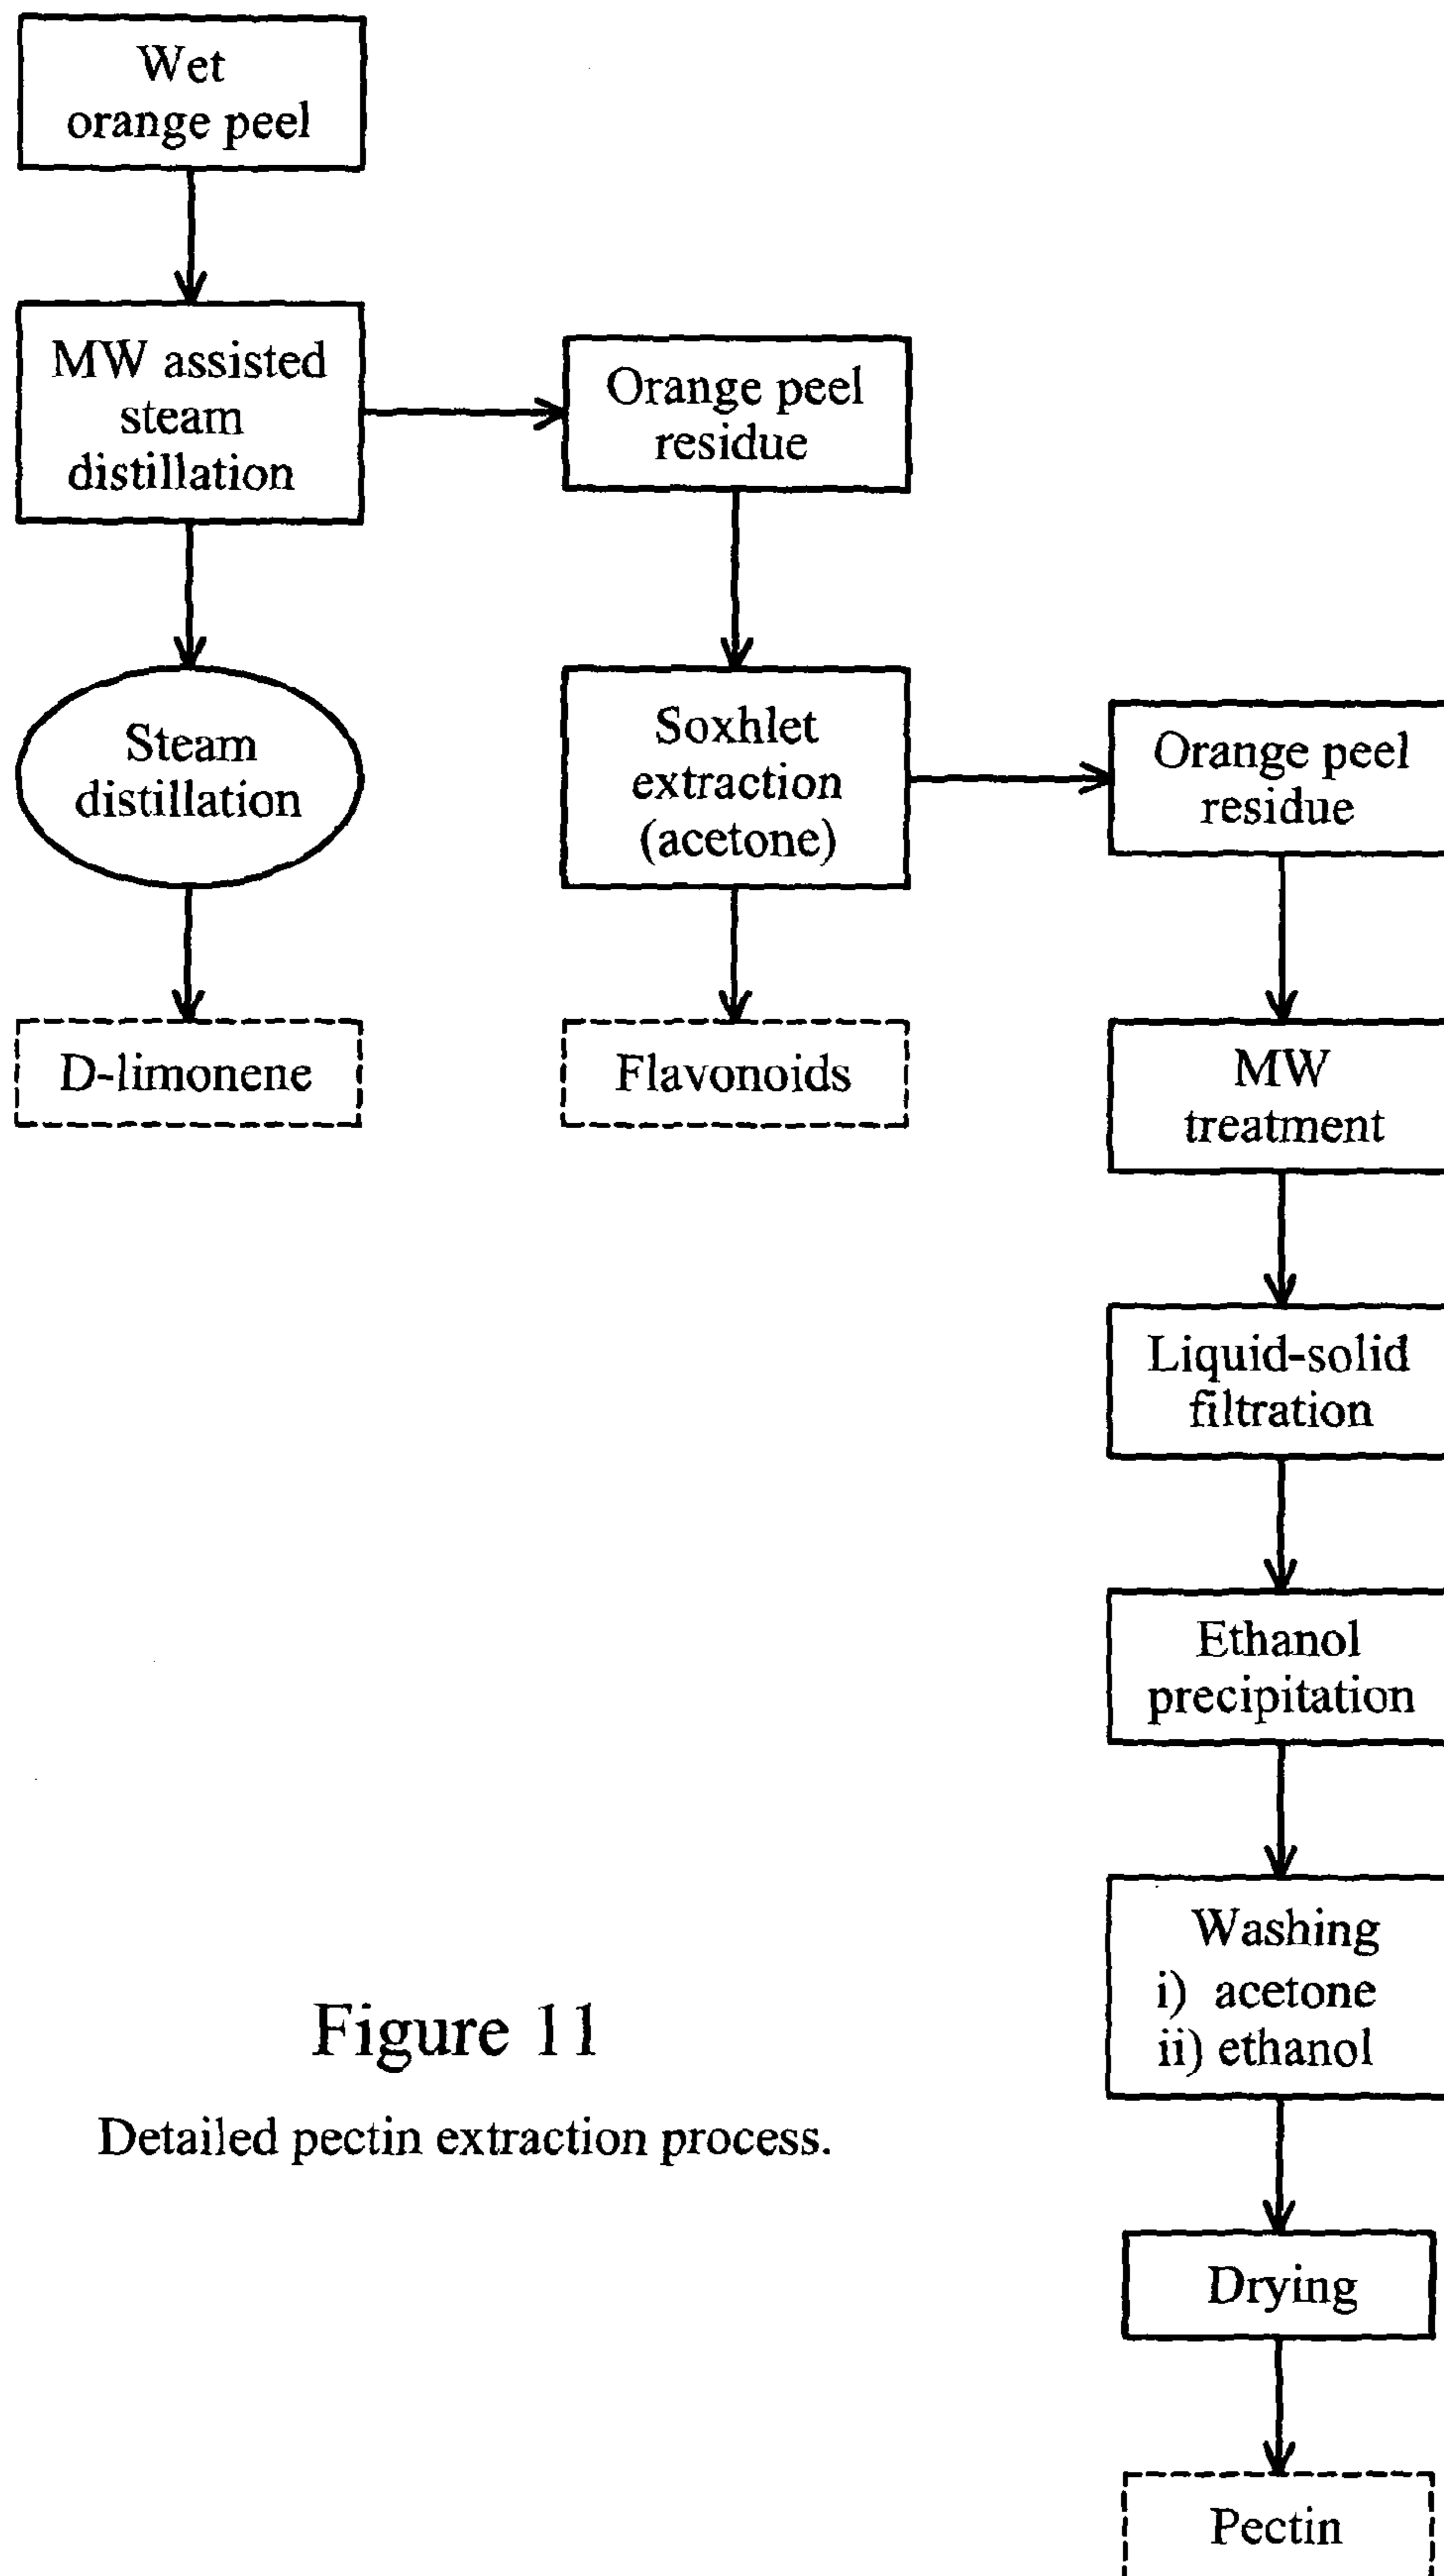 Wet
orange peel
MW assisted
steam
distillation
Orange peel
residue
Steam
distillation
Soxhlet
extraction
(acetone)
Orange peel
residue
D-limonene
Flavonoids
MW
treatment
Liquid-solid
filtration
Ethanol
precipitation
Washing
i) acetone
ii) ethanol
Figure 11
Detailed pectin extraction process.
Drying
Pectin